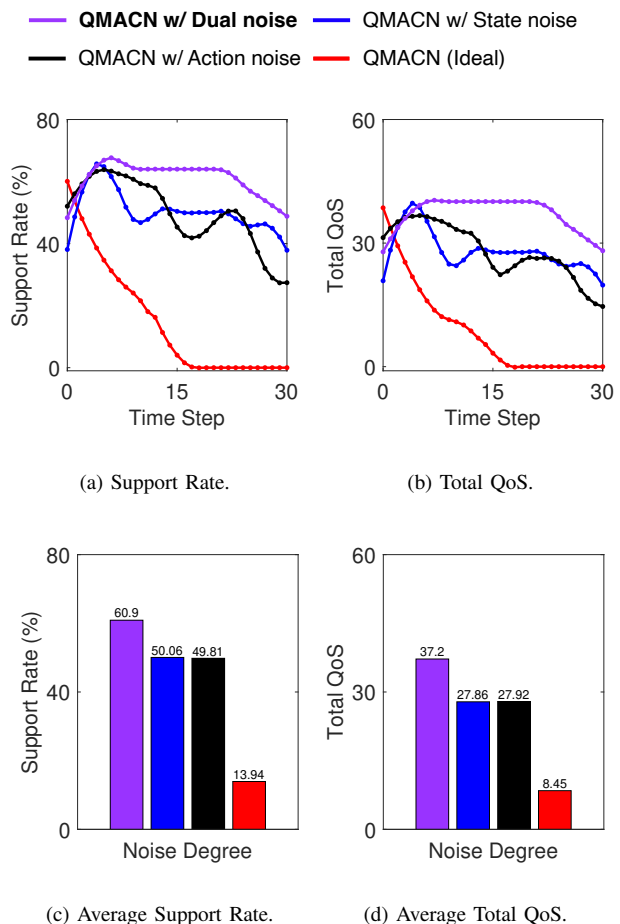 QMACN w/ Dual noise QMACN w/ State noise
QMACN w/ Action noise QMACN (Ideal)
80
40
0
Support Rate (%)
0 15 30
Time Step
60
30
0
Total QoS
0 15 30
Time Step
(a) Support Rate. (b) Total QoS.
80
40
0
Support Rate (%)
60.9
50.06
49.81
13.94
Noise Degree
60
30
0
Total QoS
37.2
27.86
27.92
8.45
Noise Degree
(c) Average Support Rate. (d) Average Total QoS.